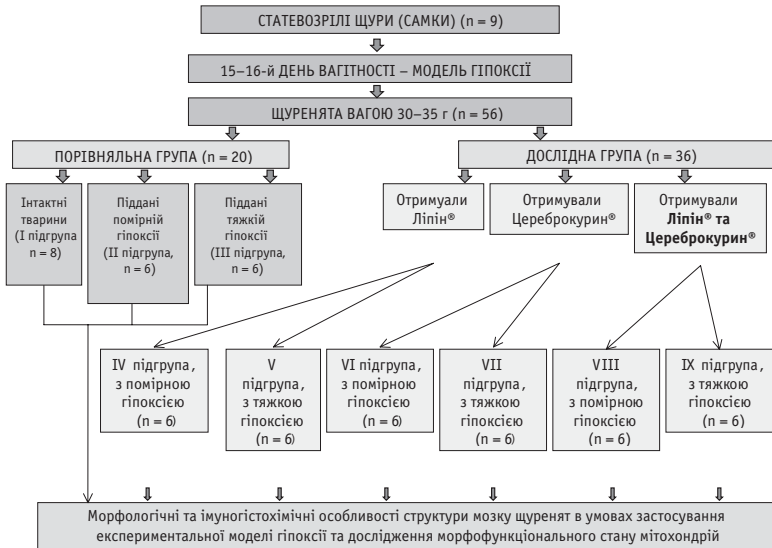 СТАТЕВОЗРІЛІ ЩУРИ (САМКИ) (n = 9)
15–16-й ДЕНЬ ВАГІТНОСТІ – МОДЕЛЬ ГІПОКСІЇ
ЩУРЕНЯТА ВАГОЮ 30–35 г (n = 56)
ПОРІВНЯЛЬНА ГРУПА (n = 20)
ДОСЛІДНА ГРУПА (n = 36)
Інтактні
тварини
(I підгрупа
n = 8)
Піддані
помірній
гіпоксії
(II підгрупа,
n = 6)
Піддані
тяжкій
гіпоксії
(III підгрупа,
n = 6)
Отримуали
Ліпін®
Отримували
Цереброкурин®
Отримували
Ліпін® та
Цереброкурин®
IV підгрупа,
з помірною
гіпоксією
(n = 6)
V
підгрупа,
з тяжкою
гіпоксією
(n = 6)
VI підгрупа,
з помірною
гіпоксією
(n = 6)
VII
підгрупа,
з тяжкою
гіпоксією
(n = 6)
VIII
підгрупа,
з помірною
гіпоксією
(n = 6)
IX підгрупа,
з тяжкою
гіпоксією
(n = 6)
Морфологічні та імуногістохімічні особливості структури мозку щуренят в умовах застосування
експериментальної моделі гіпоксії та дослідження морфофункціонального стану мітохондрій